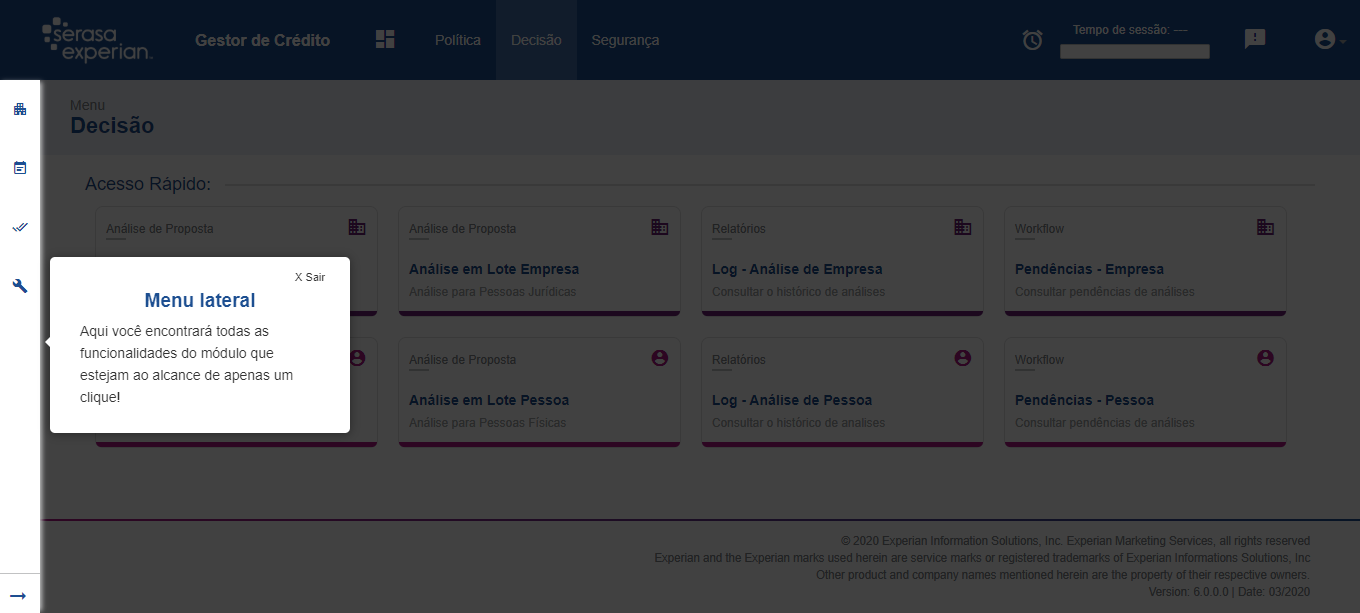 serasa
experian.
Gestor de Crédito
Política
Decisão
Segurança
Tempo de sessão: ----
Menu
Decisão
Acesso Rápido:
Análise de Proposta
Análise de Proposta
Análise em Lote Empresa
Análise para Pessoas Jurídicas
Relatórios
Log - Análise de Empresa
Consultar o histórico de análises
Workflow
Pendências - Empresa
Consultar pendências de análises
X Sair
Menu lateral
Aqui você encontrará todas as
funcionalidades do módulo que
estejam ao alcance de apenas um
clique!
Análise de Proposta
Análise em Lote Pessoa
Análise para Pessoas Físicas
Relatórios
Log - Análise de Pessoa
Consultar o histórico de analises
Workflow
Pendências - Pessoa
Consultar pendências de análises
© 2020 Experian Information Solutions, Inc. Experian Marketing Services, all rights reserved
Experian and the Experian marks used herein are service marks or registered trademarks of Experian Informations Solutions, Inc
Other product and company names mentioned herein are the property of their respective owners.
Version: 6.0.0.0 | Date: 03/2020